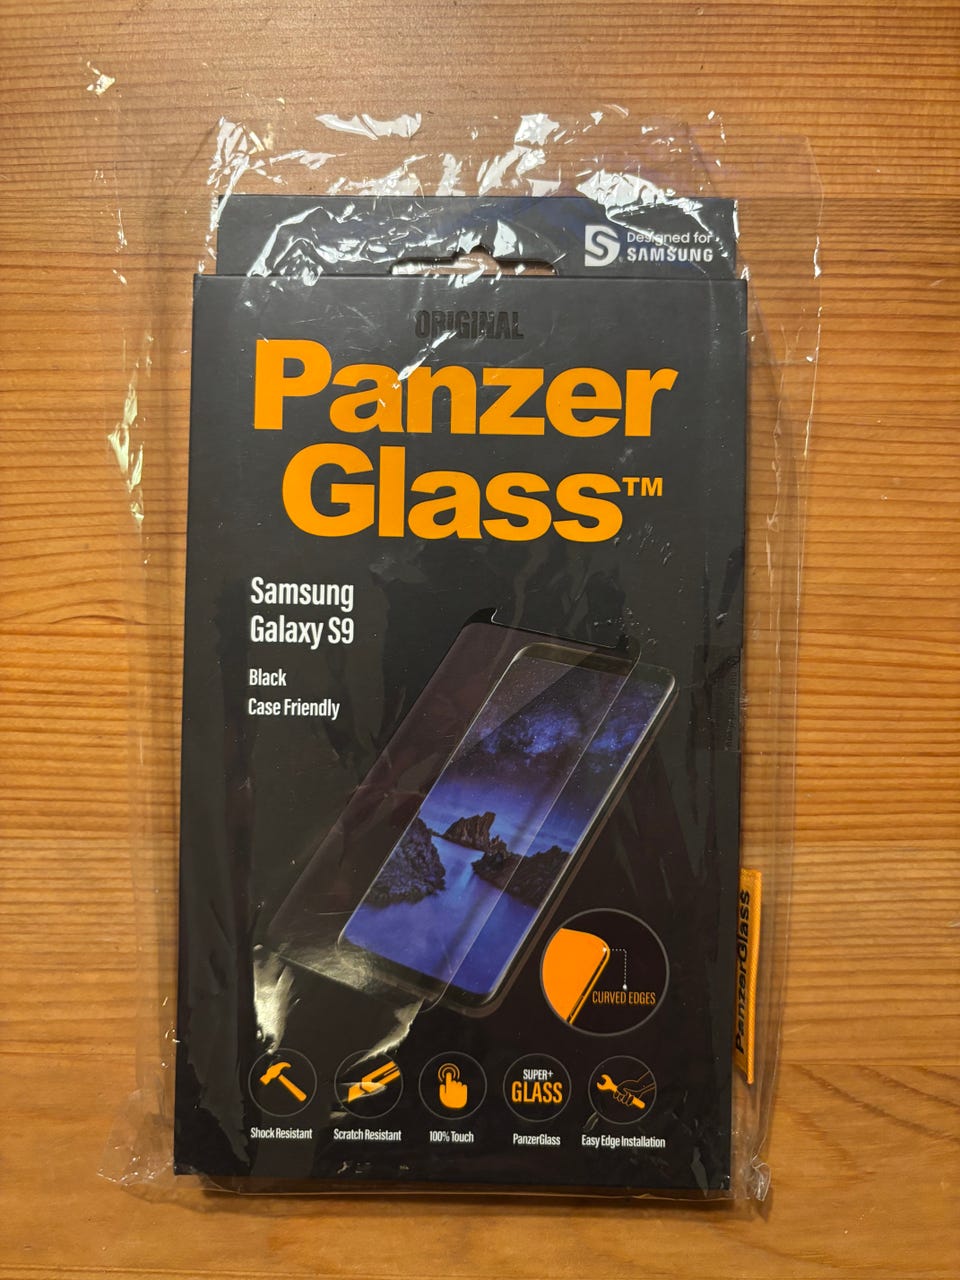 Designed for
SAMSUNG
ORIGINAL
Panzer
Glass™
Samsung
Galaxy S9
Black
Case Friendly
CURVED EDGES
PanzerGlass
Shock Resistant
Scratch Resistant
100% Touch
SUPER+
GLASS
PanzerGlass
Easy Edge Installation